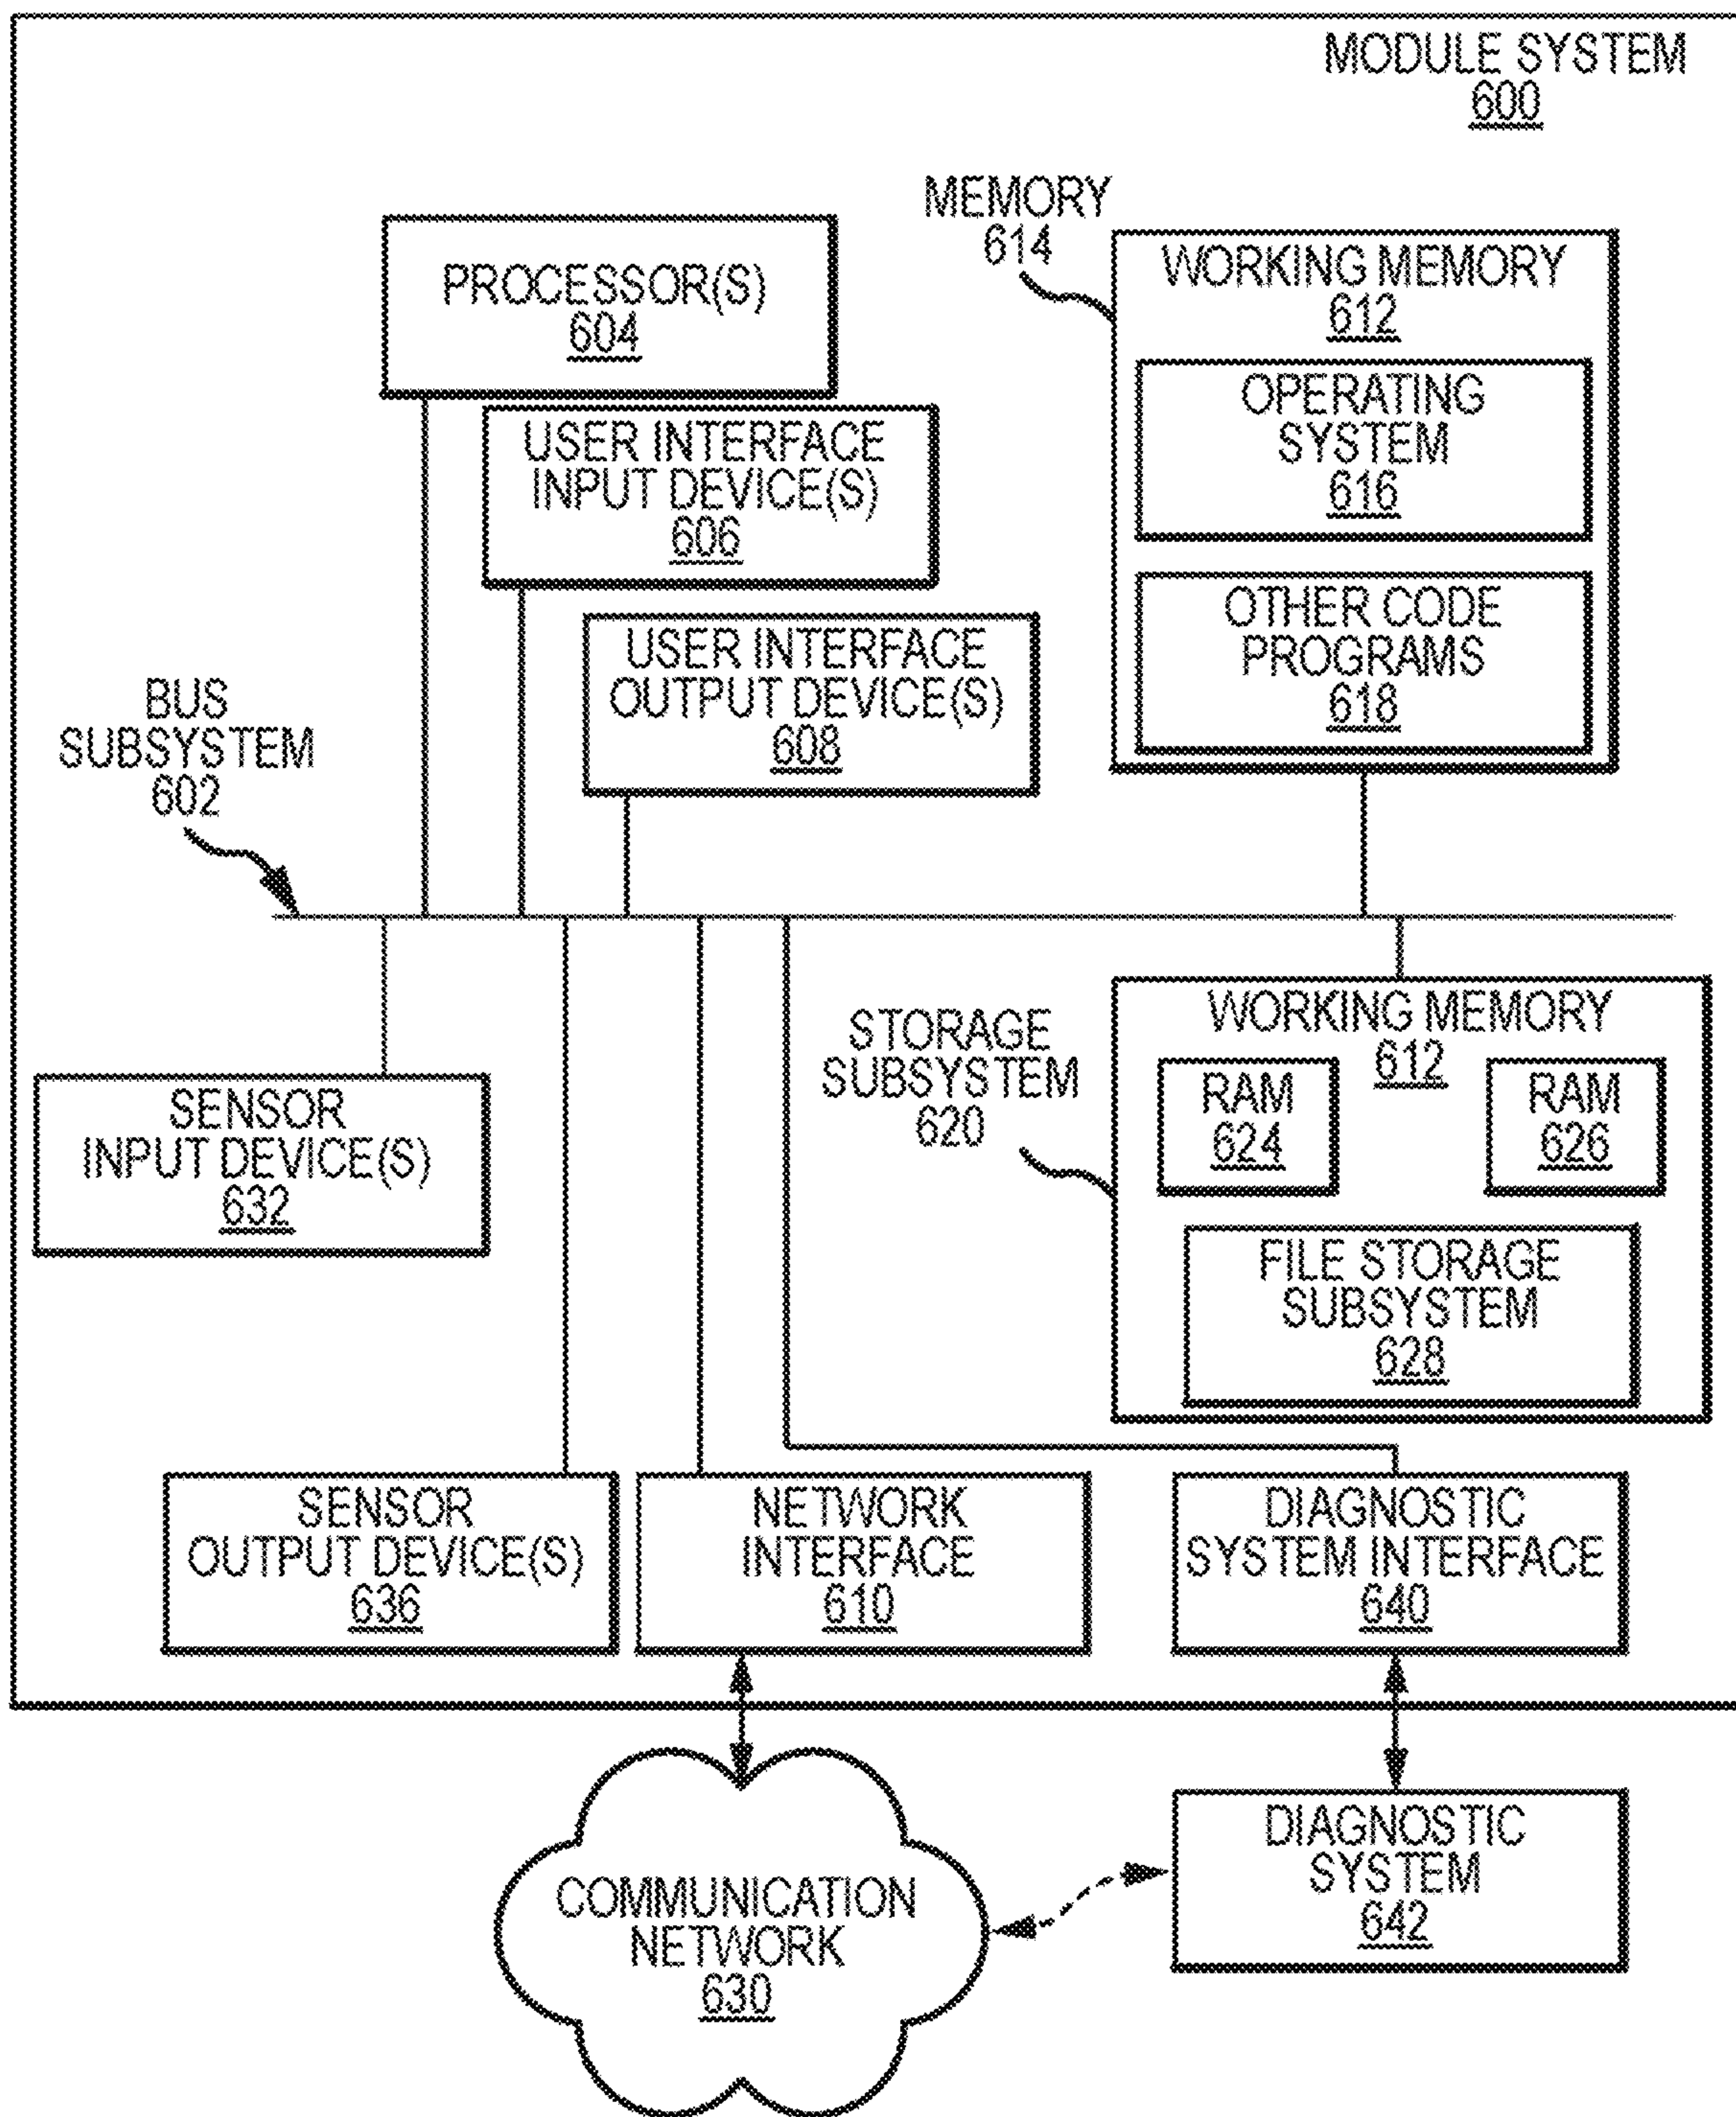 MODULE SYSTEM
600
MEMORY
614
WORKING MEMORY
612
OPERATING
SYSTEM
616
OTHER CODE
PROGRAMS
618
PROCESSOR(S)
604
USER INTERFACE
INPUT DEVICE(S)
606
USER INTERFACE
OUTPUT DEVICE(S)
608
BUS
SUBSYSTEM
602
STORAGE
SUBSYSTEM
620
WORKING MEMORY
612
RAM
624
RAM
626
FILE STORAGE
SUBSYSTEM
628
SENSOR
INPUT DEVICE(S)
632
SENSOR
OUTPUT DEVICE(S)
636
NETWORK
INTERFACE
610
DIAGNOSTIC
SYSTEM INTERFACE
640
COMMUNICATION
NETWORK
630
DIAGNOSTIC
SYSTEM
642